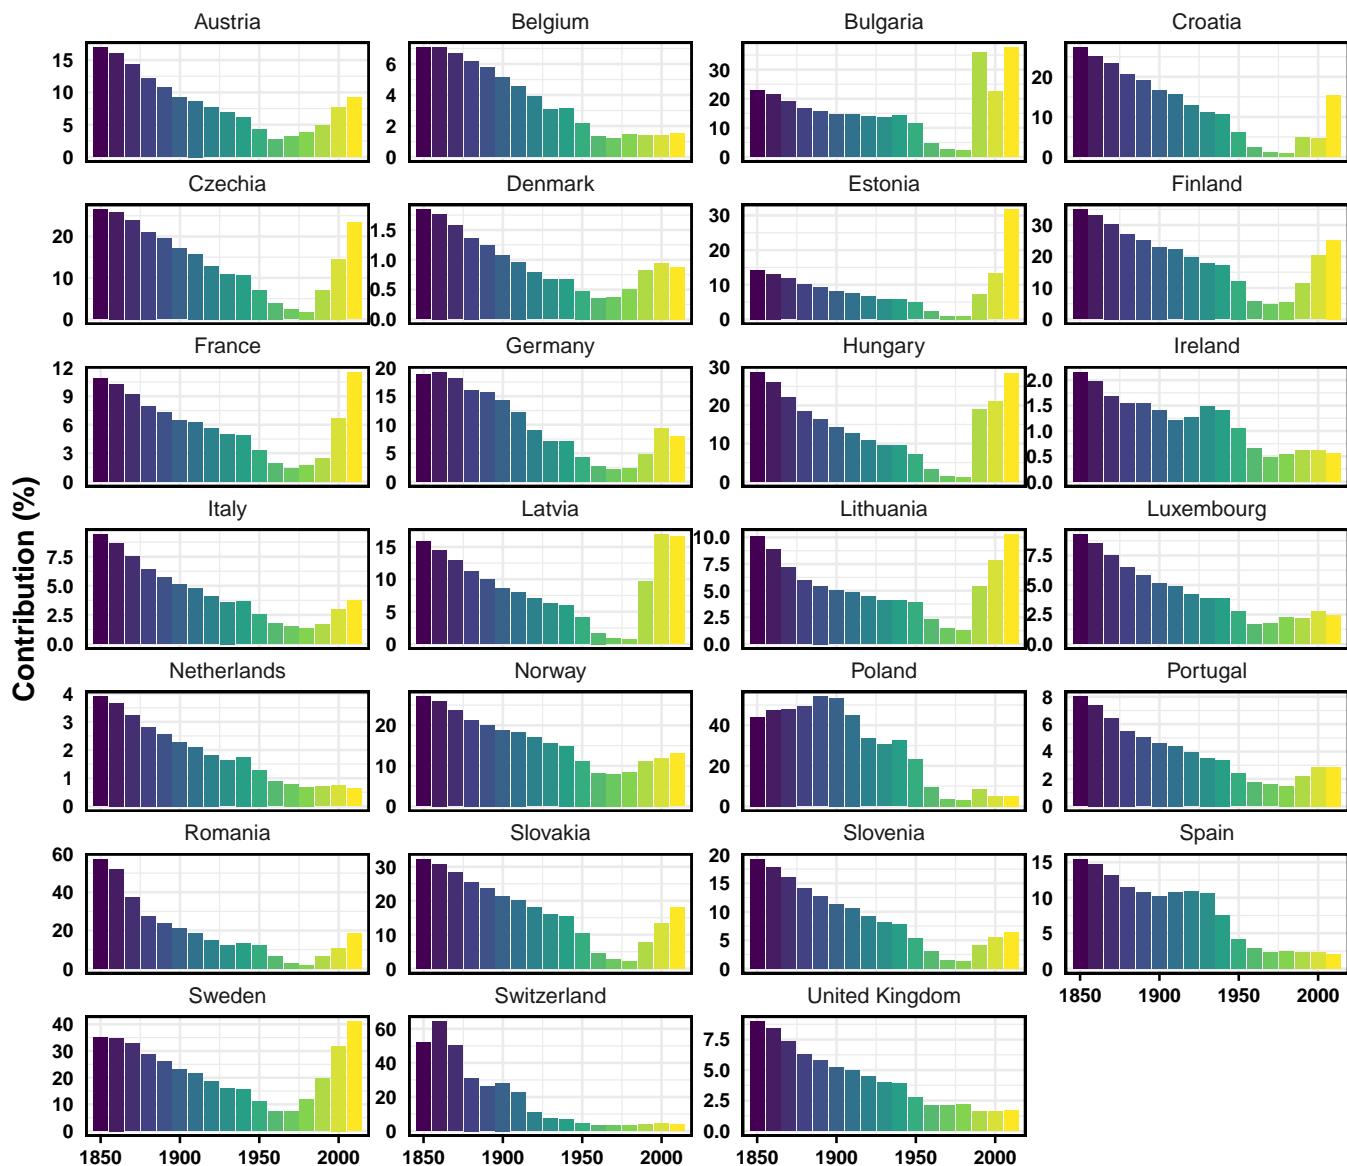 Austria Belgium Bulgaria Croatia
15 10 5 0
6 4 2 0
30 20 10 0
20 10 0
Czechia Denmark Estonia Finland
20 10 0
1.5 1.0 0.5 0.0
30 20 10 0
30 20 10 0
France Germany Hungary Ireland
12 9 6 3 0
20 15 10 5 0
30 20 10 0
2.0 1.5 1.0 0.5 0.0
Contribution (%)
Italy Latvia Lithuania Luxembourg
7.5 5.0 2.5 0.0
15 10 5 0
10.0 7.5 5.0 2.5 0.0
7.5 5.0 2.5 0.0
Netherlands Norway Poland Portugal
4 3 2 1 0
20 10 0
40 20 0
8 6 4 2 0
Romania Slovakia Slovenia Spain
60 40 20 0
30 20 10 0
20 15 10 5 0
15 10 5 0
1850 1900 1950 2000
Sweden Switzerland United Kingdom
40 30 20 10 0
60 40 20 0
7.5 5.0 2.5 0.0
1850 1900 1950 2000
1850 1900 1950 2000
1850 1900 1950 2000